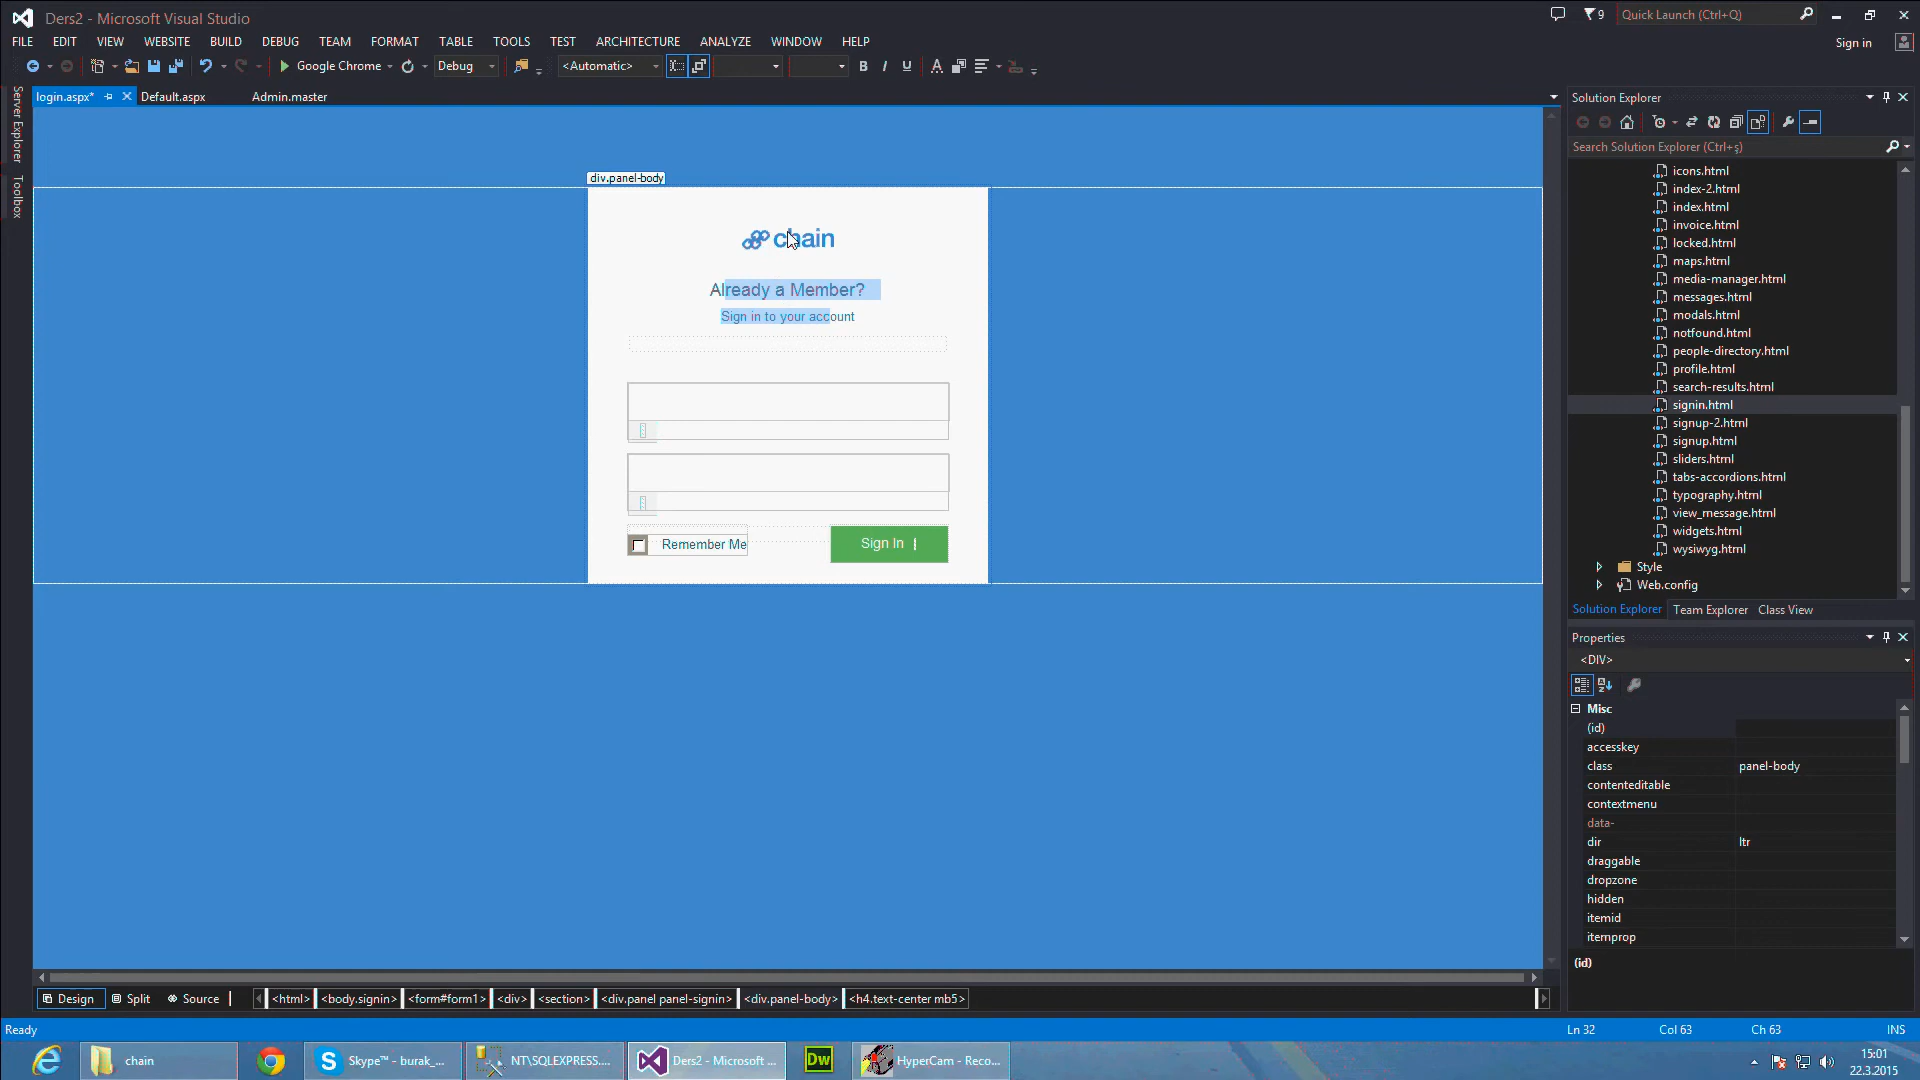 Ders2 - Microsoft Visual Studio
9
Quick Launch (Ctrl+Q)
FILE EDIT VIEW WEBSITE BUILD DEBUG TEAM FORMAT TABLE TOOLS TEST ARCHITECTURE ANALYZE WINDOW HELP
Sign in
Google Chrome
Debug
<Automatic>
B I U A
login.aspx*
Default.aspx
Admin.master
Server Explorer
Toolbox
div.panel-body
chain
Already a Member?
Sign in to your account
Remember Me
Sign In
Solution Explorer
Search Solution Explorer (Ctrl+ş)
icons.html
index-2.html
index.html
invoice.html
locked.html
maps.html
media-manager.html
messages.html
modals.html
notfound.html
people-directory.html
profile.html
search-results.html
signin.html
signup-2.html
signup.html
sliders.html
tabs-accordions.html
typography.html
view_message.html
widgets.html
wysiwyg.html
Style
Web.config
Solution Explorer Team Explorer Class View
Properties
<DIV>
Misc
(id)
accesskey
class panel-body
contenteditable
contextmenu
data-
dir ltr
draggable
dropzone
hidden
itemid
itemprop
(id)
Design Split Source
<html> <body.signin> <form#form1> <div> <section> <div.panel panel-signin> <div.panel-body> <h4.text-center mb5>
Ready
Ln 32 Col 63 Ch 63 INS
chain
Skype™ - burak_...
NT\SQLEXPRESS....
Ders2 - Microsoft ...
Dw
HyperCam - Reco...
15:01
22.3.2015